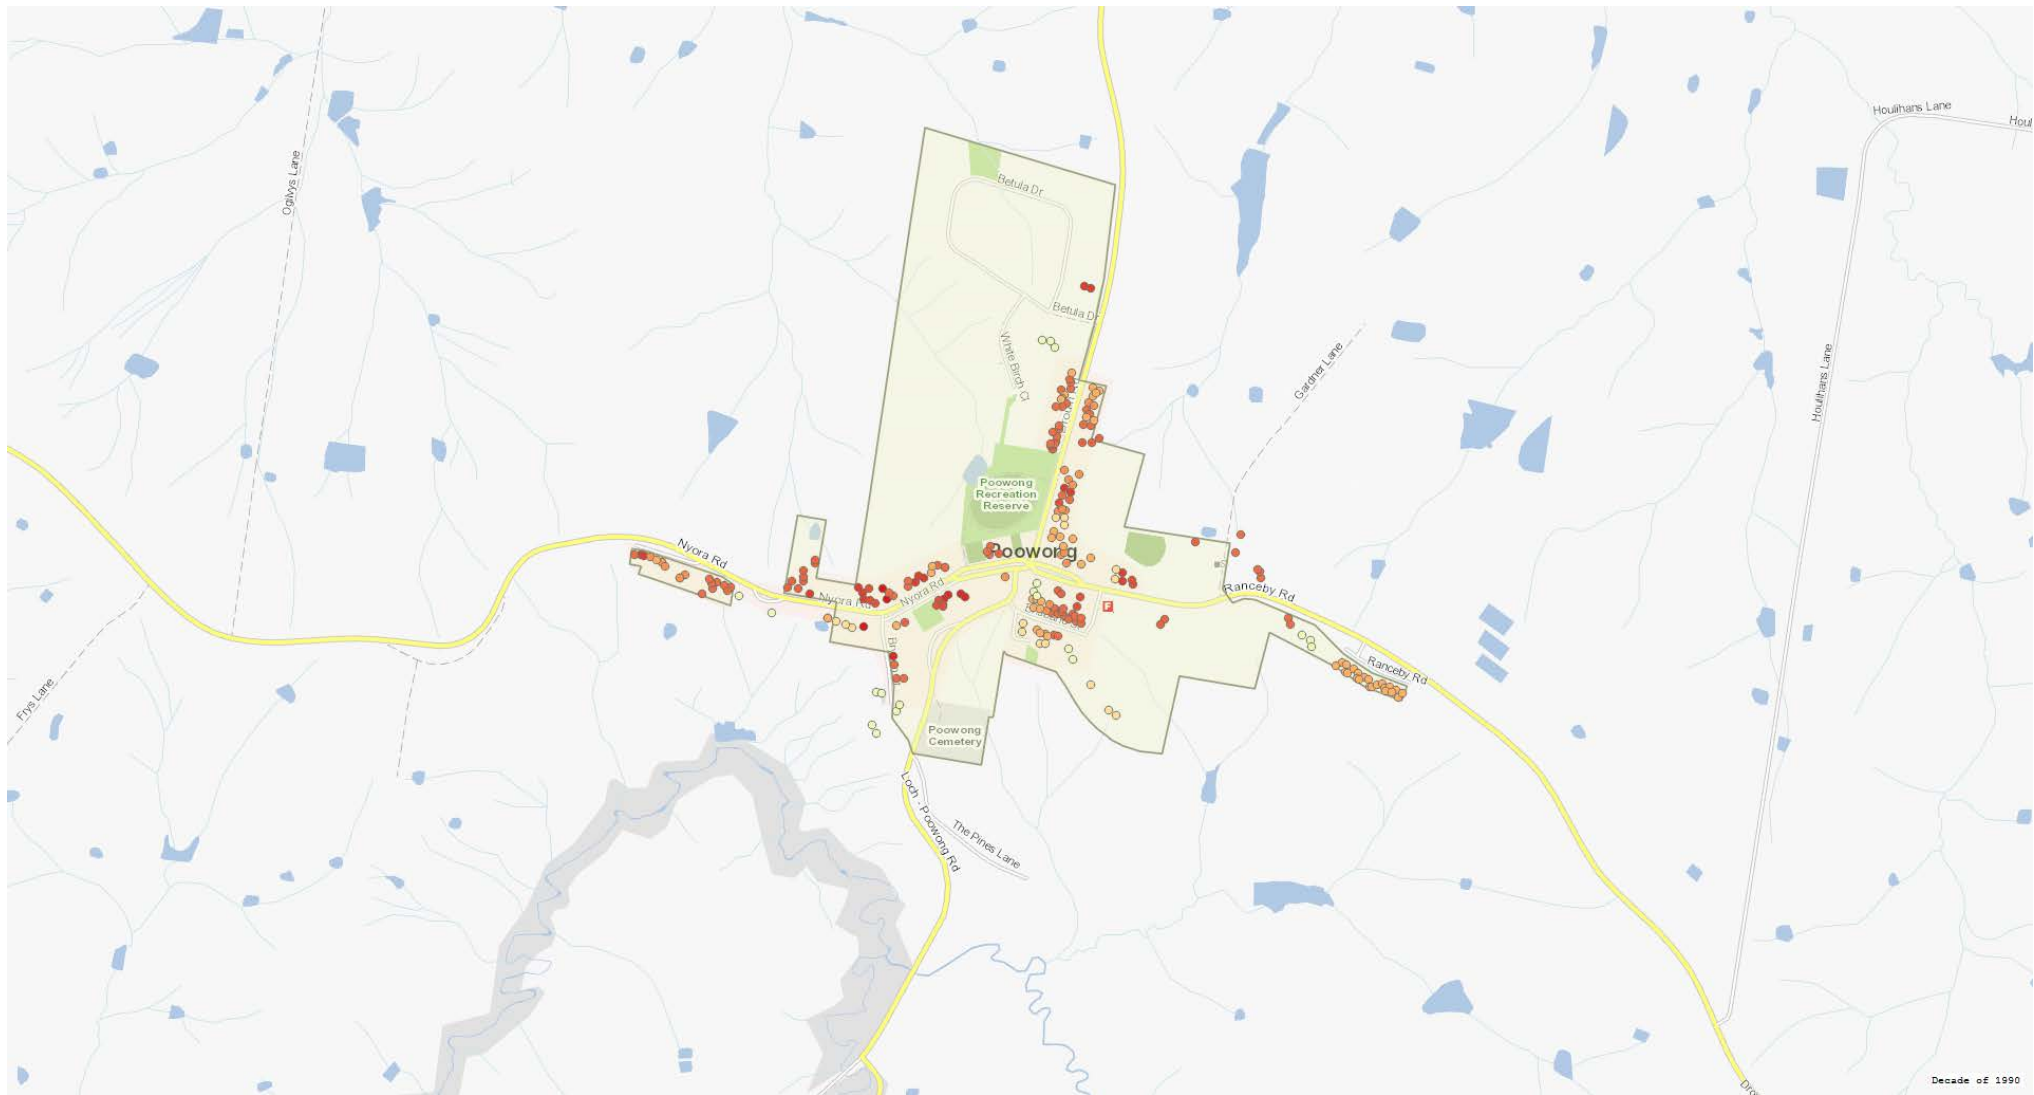 Houlihans Lane
Ogilvys Lane
Betula Dr
Betula Dr
White Birch Ct
Gardner Lane
Houlihans Lane
Poowong
Recreation
Reserve
Poowong
Nyora Rd
Nyora Rd
Nyora Rd
Ranceby Rd
F
Ranceby Rd
Frys Lane
Poowong
Cemetery
Loch - Poowong Rd
The Pines Lane
Decade of 1990